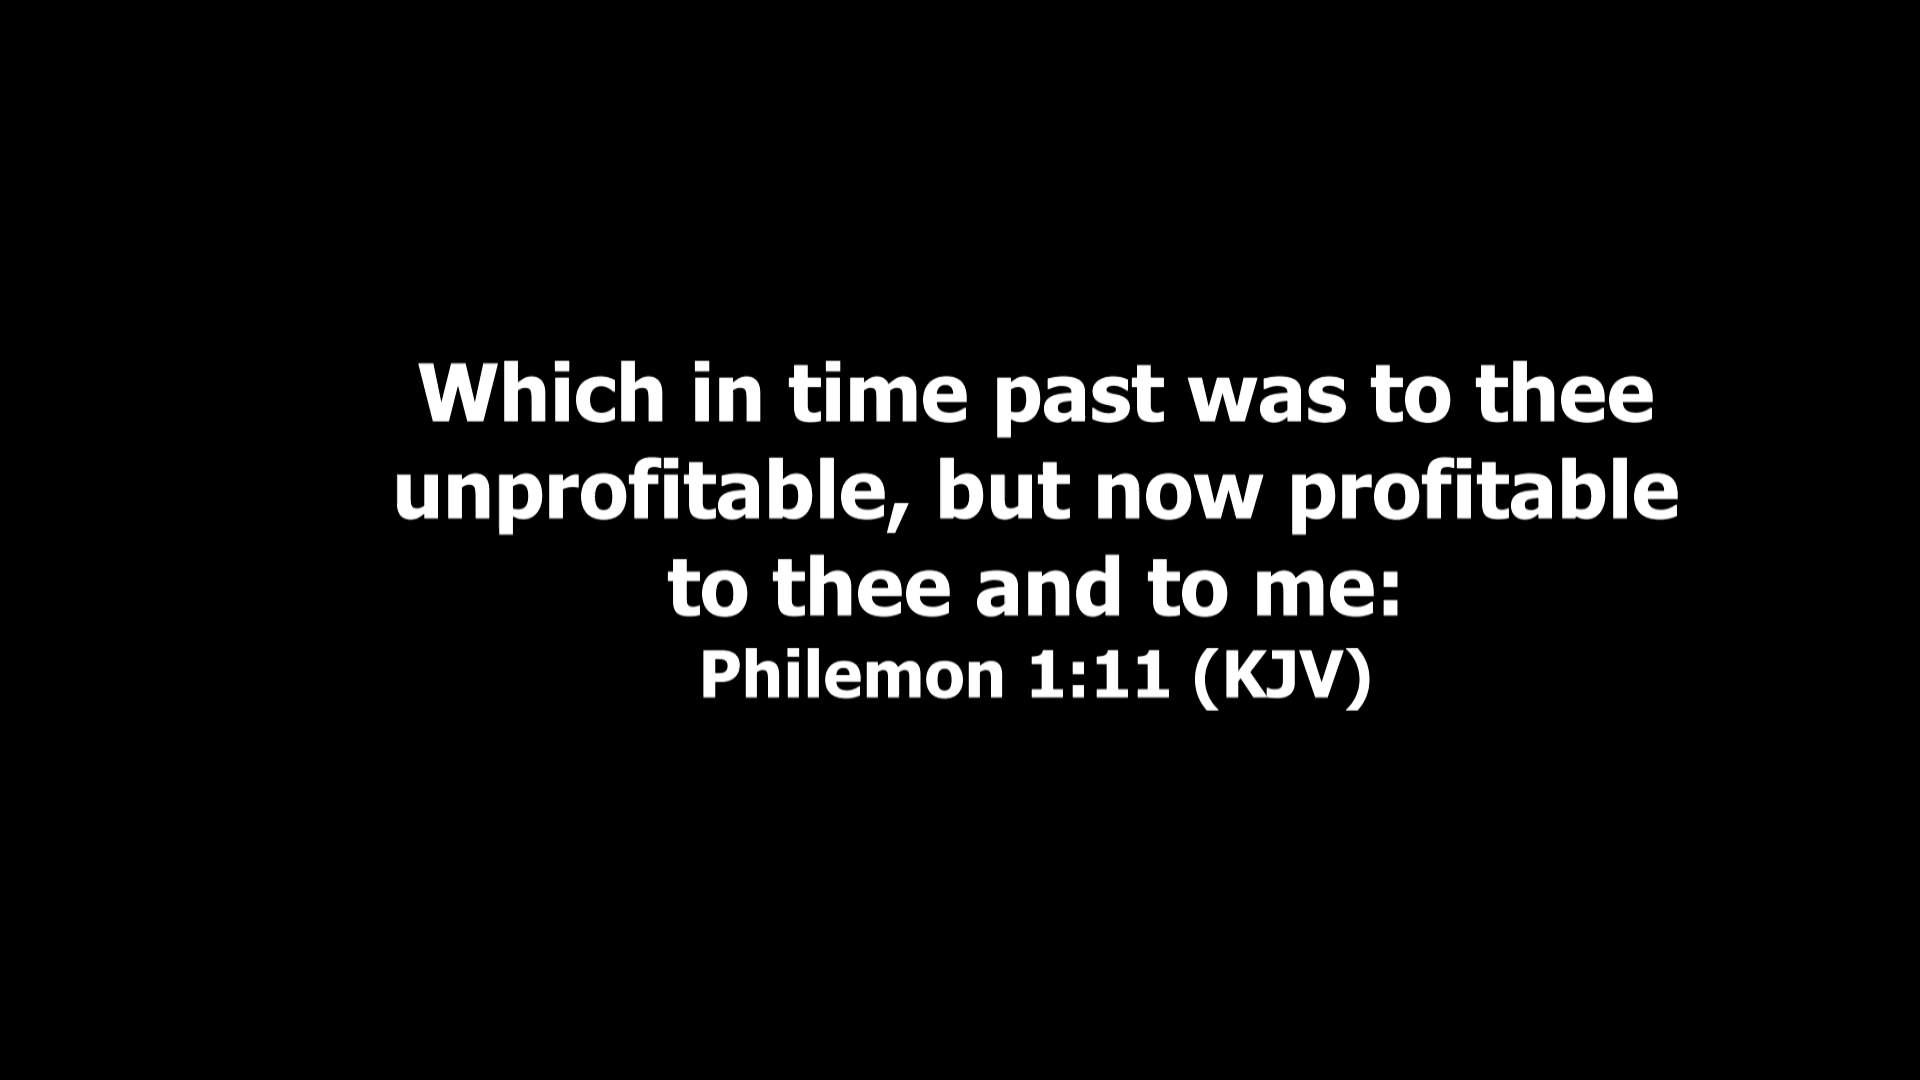 Which in time past was to thee
unprofitable, but now profitable
to thee and to me:
Philemon 1:11 (KJV)